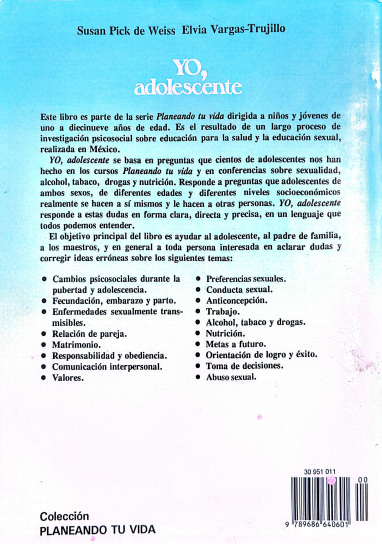 Susan Pick de Weiss Elvia Vargas-Trujillo
YO,
adolescente
Este libro es parte de la serie Planeando tu vida dirigida a niños y jóvenes de
uno a diecinueve años de edad. Es el resultado de un largo proceso de
investigación psicosocial sobre educación para la salud y la educación sexual,
realizada en México.
YO, adolescente se basa en preguntas que cientos de adolescentes nos han
hecho en los cursos Planeando tu vida y en conferencias sobre sexualidad,
alcohol, tabaco, drogas y nutrición. Responde a preguntas que adolescentes de
ambos sexos, de diferentes edades y diferentes niveles socioeconómicos
realmente se hacen a sí mismos y le hacen a otras personas. YO, adolescente
responde a estas dudas en forma clara, directa y precisa, en un lenguaje que
todos podemos entender.
El objetivo principal del libro es ayudar al adolescente, al padre de familia,
a los maestros, y en general a toda persona interesada en aclarar dudas y
corregir ideas erróneas sobre los siguientes temas:
• Cambios psicosociales durante la
pubertad y adolescencia.
• Fecundación, embarazo y parto.
• Enfermedades sexualmente trans-
misibles.
• Relación de pareja.
• Matrimonio.
• Responsabilidad y obediencia.
• Comunicación interpersonal.
• Valores.
• Preferencias sexuales.
• Conducta sexual.
• Anticoncepción.
• Trabajo.
• Alcohol, tabaco y drogas.
• Nutrición.
• Metas a futuro.
• Orientación de logro y éxito.
• Toma de decisiones.
• Abuso sexual.
30 951 011
00
9 789686 640601
Colección
PLANEANDO TU VIDA